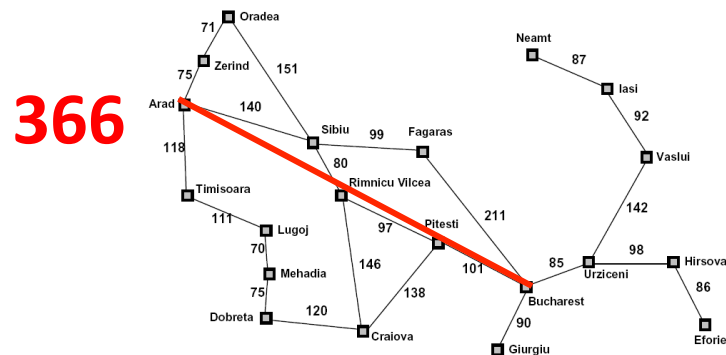 Oradea
71
Neamt
87
Zerind
151
75
Iasi
366
Arad
140
92
Sibiu
99
Fagaras
118
80
Vaslui
Rimnicu Vilcea
Timisoara
211
142
111
97
Pitesti
Lugoj
70
98
Hirsova
146
101
85
Urziceni
Mehadia
138
86
75
Bucharest
120
90
Dobreta
Craiova
Eforie
Giurgiu